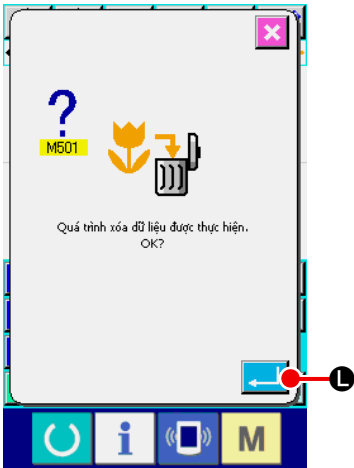 ?
M501
Quá trình xóa dữ liệu được thực hiện.
OK?
L
i
M